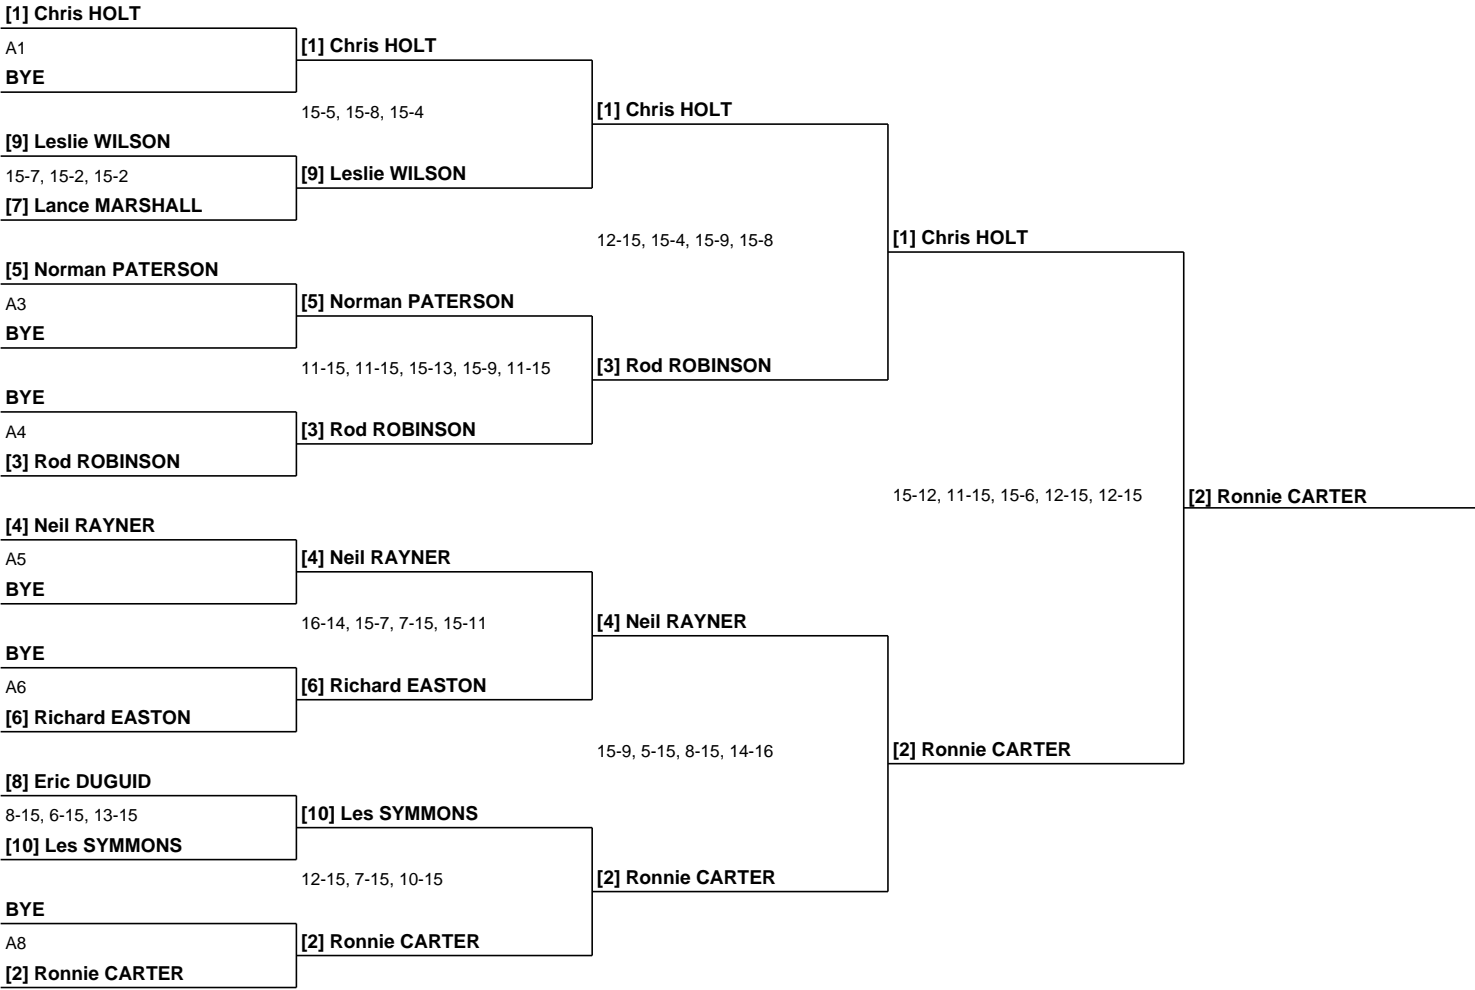 [1] Chris HOLT
A1
[1] Chris HOLT
BYE
15-5, 15-8, 15-4
[1] Chris HOLT
[9] Leslie WILSON
15-7, 15-2, 15-2
[9] Leslie WILSON
[7] Lance MARSHALL
12-15, 15-4, 15-9, 15-8
[1] Chris HOLT
[5] Norman PATERSON
A3
[5] Norman PATERSON
BYE
11-15, 11-15, 15-13, 15-9, 11-15
[3] Rod ROBINSON
BYE
A4
[3] Rod ROBINSON
[3] Rod ROBINSON
15-12, 11-15, 15-6, 12-15, 12-15
[2] Ronnie CARTER
[4] Neil RAYNER
A5
[4] Neil RAYNER
BYE
16-14, 15-7, 7-15, 15-11
[4] Neil RAYNER
BYE
A6
[6] Richard EASTON
[6] Richard EASTON
15-9, 5-15, 8-15, 14-16
[2] Ronnie CARTER
[8] Eric DUGUID
8-15, 6-15, 13-15
[10] Les SYMMONS
[10] Les SYMMONS
12-15, 7-15, 10-15
[2] Ronnie CARTER
BYE
A8
[2] Ronnie CARTER
[2] Ronnie CARTER